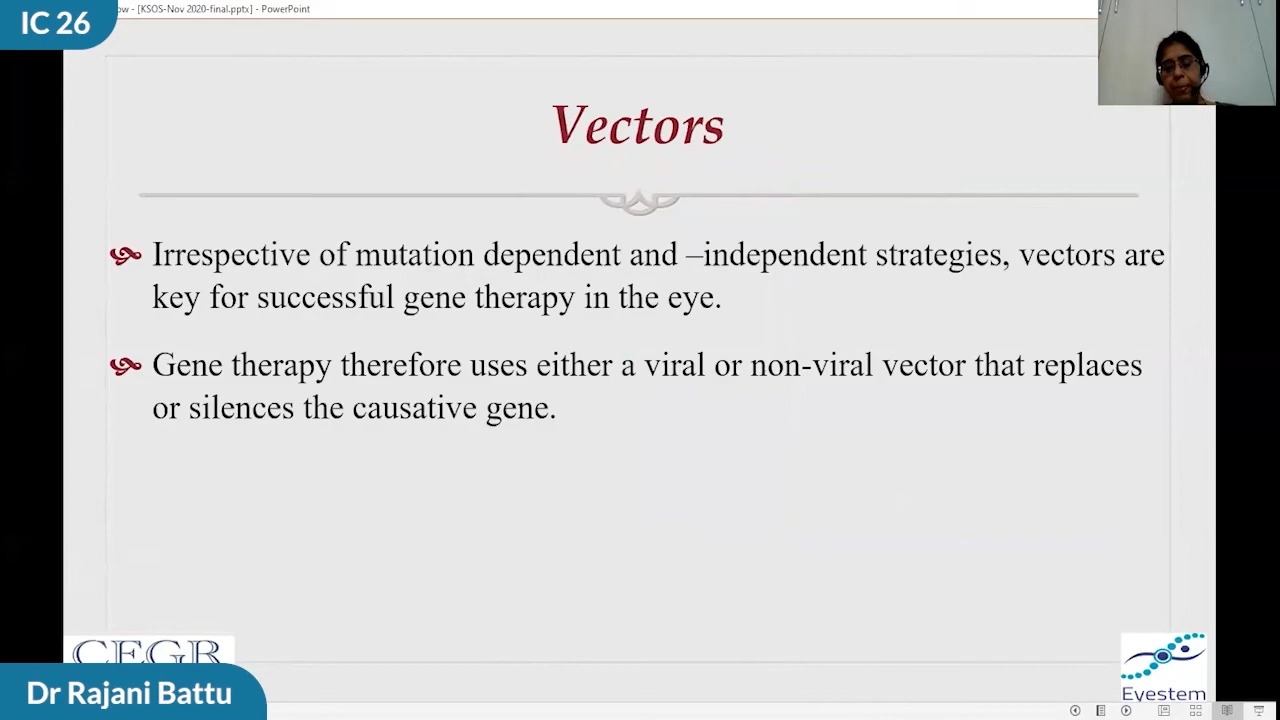 IC 26
ow - [KSOS-Nov 2020-final.pptx] - PowerPoint
Vectors
Irrespective of mutation dependent and –independent strategies, vectors are
key for successful gene therapy in the eye.
Gene therapy therefore uses either a viral or non-viral vector that replaces
or silences the causative gene.
CEGR
Eyestem
Dr Rajani Battu